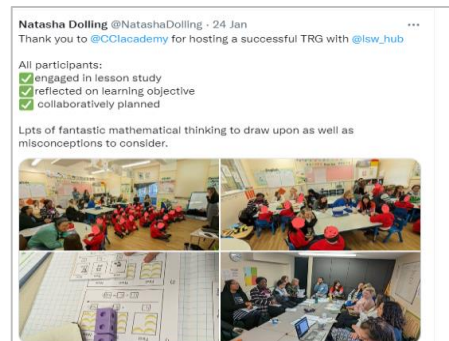 Natasha Dolling @NatashaDolling · 24 Jan
Thank you to @CCIacademy for hosting a successful TRG with @lsw_hub
All participants:
✅engaged in lesson study
✅reflected on learning objective
✅ collaboratively planned
Lpts of fantastic mathematical thinking to draw upon as well as
misconceptions to consider.